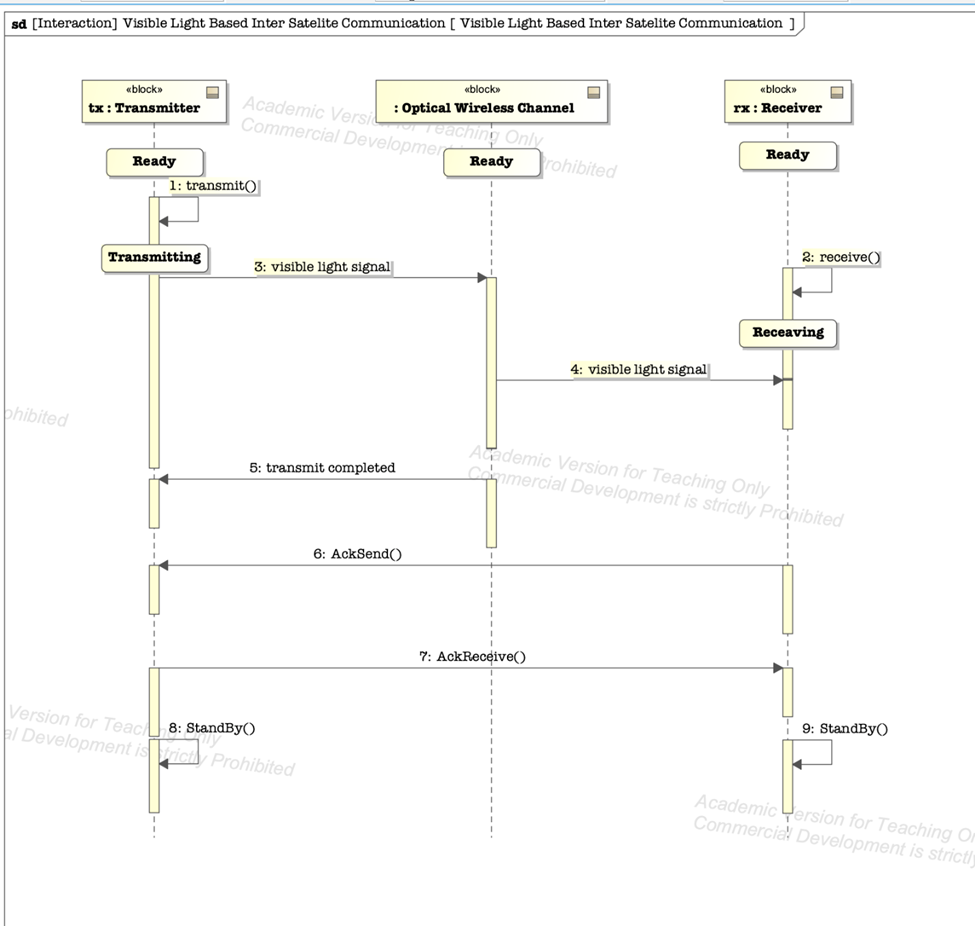 sd [Interaction] Visible Light Based Inter Satelite Communication [ Visible Light Based Inter Satelite Communication ]
«block»
tx : Transmitter
«block»
: Optical Wireless Channel
«block»
rx : Receiver
Academic Version for Teaching Only
Commercial Development is strictly Prohibited
Ready
Ready
Ready
1: transmit()
Transmitting
3: visible light signal
2: receive()
Receaving
4: visible light signal
ohibited
5: transmit completed
Academic Version for Teaching Only
Commercial Development is strictly Prohibited
6: AckSend()
7: AckReceive()
Version for Teaching Only
al Development is strictly Prohibited
8: StandBy()
9: StandBy()
Academic Version for Teaching On
Commercial Development is strictl